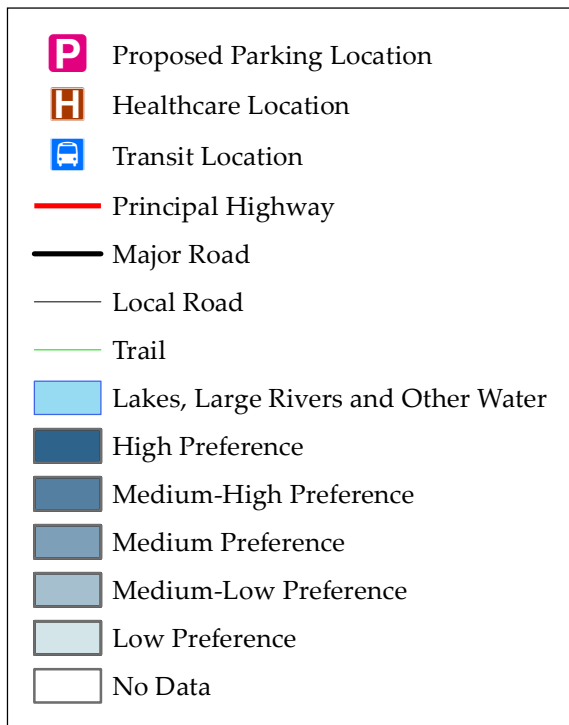 P Proposed Parking Location
H Healthcare Location
Transit Location
Principal Highway
Major Road
Local Road
Trail
Lakes, Large Rivers and Other Water
High Preference
Medium-High Preference
Medium Preference
Medium-Low Preference
Low Preference
No Data